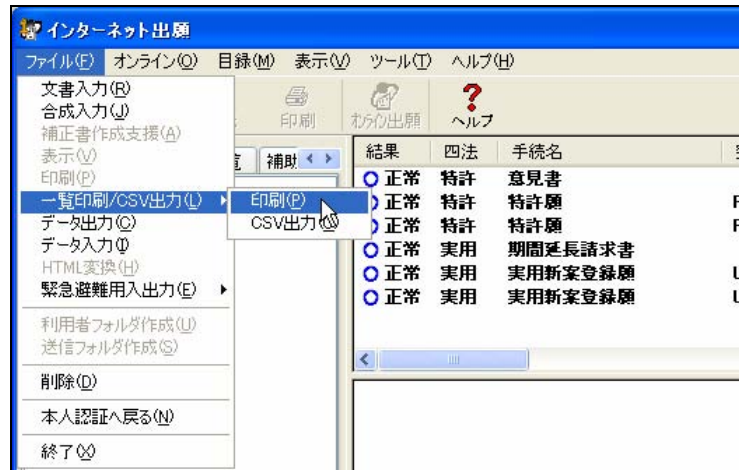 インターネット出願
ファイル(F) オンライン(O) 目録(M) 表示(V) ツール(T) ヘルプ(H)
文書入力(R)
合成入力(J)
補正書作成支援(A)
表示(V)
印刷(P)
一覧印刷/CSV出力(L)
データ出力(C)
データ入力(I)
HTML変換(H)
緊急避難用入出力(E)
利用者フォルダ作成(U)
送信フォルダ作成(S)
削除(D)
本人認証へ戻る(N)
終了(X)
印刷(P)
CSV出力
印刷 オンライン出願 ヘルプ
補助
結果 四法 手続名
正常 特許 意見書
正常 特許 特許願
正常 特許 特許願
正常 実用 期間延長請求書
正常 実用 実用新案登録願
正常 実用 実用新案登録願